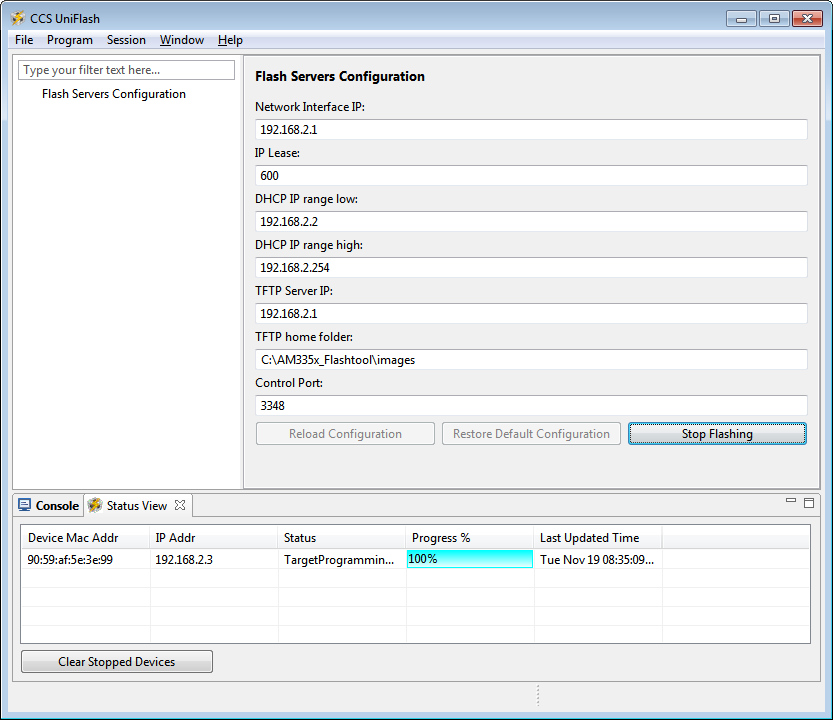 CCS UniFlash
File Program Session Window Help
Type your filter text here...
Flash Servers Configuration
Flash Servers Configuration
Network Interface IP:
192.168.2.1
IP Lease:
600
DHCP IP range low:
192.168.2.2
DHCP IP range high:
192.168.2.254
TFTP Server IP:
192.168.2.1
TFTP home folder:
C:\AM335x_Flashtool\images
Control Port:
3348
Reload Configuration Restore Default Configuration Stop Flashing
Console Status View
Device Mac Addr IP Addr Status Progress % Last Updated Time
90:59:af:5e:3e:99 192.168.2.3 TargetProgrammin... 100% Tue Nov 19 08:35:09...
Clear Stopped Devices